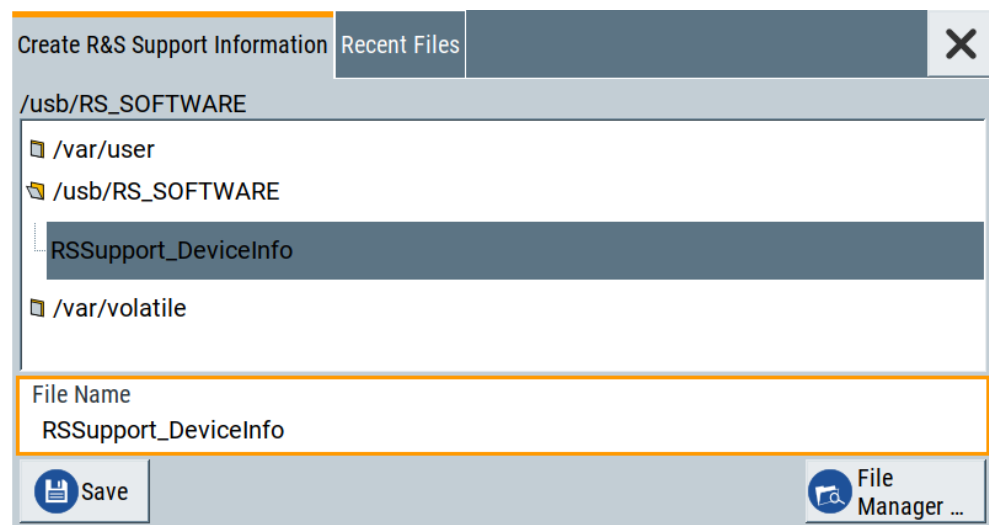 Create R&S Support Information Recent Files
/usb/RS_SOFTWARE
/var/user
/usb/RS_SOFTWARE
RSSupport_DeviceInfo
/var/volatile
File Name
RSSupport_DeviceInfo
Save
File
Manager ...